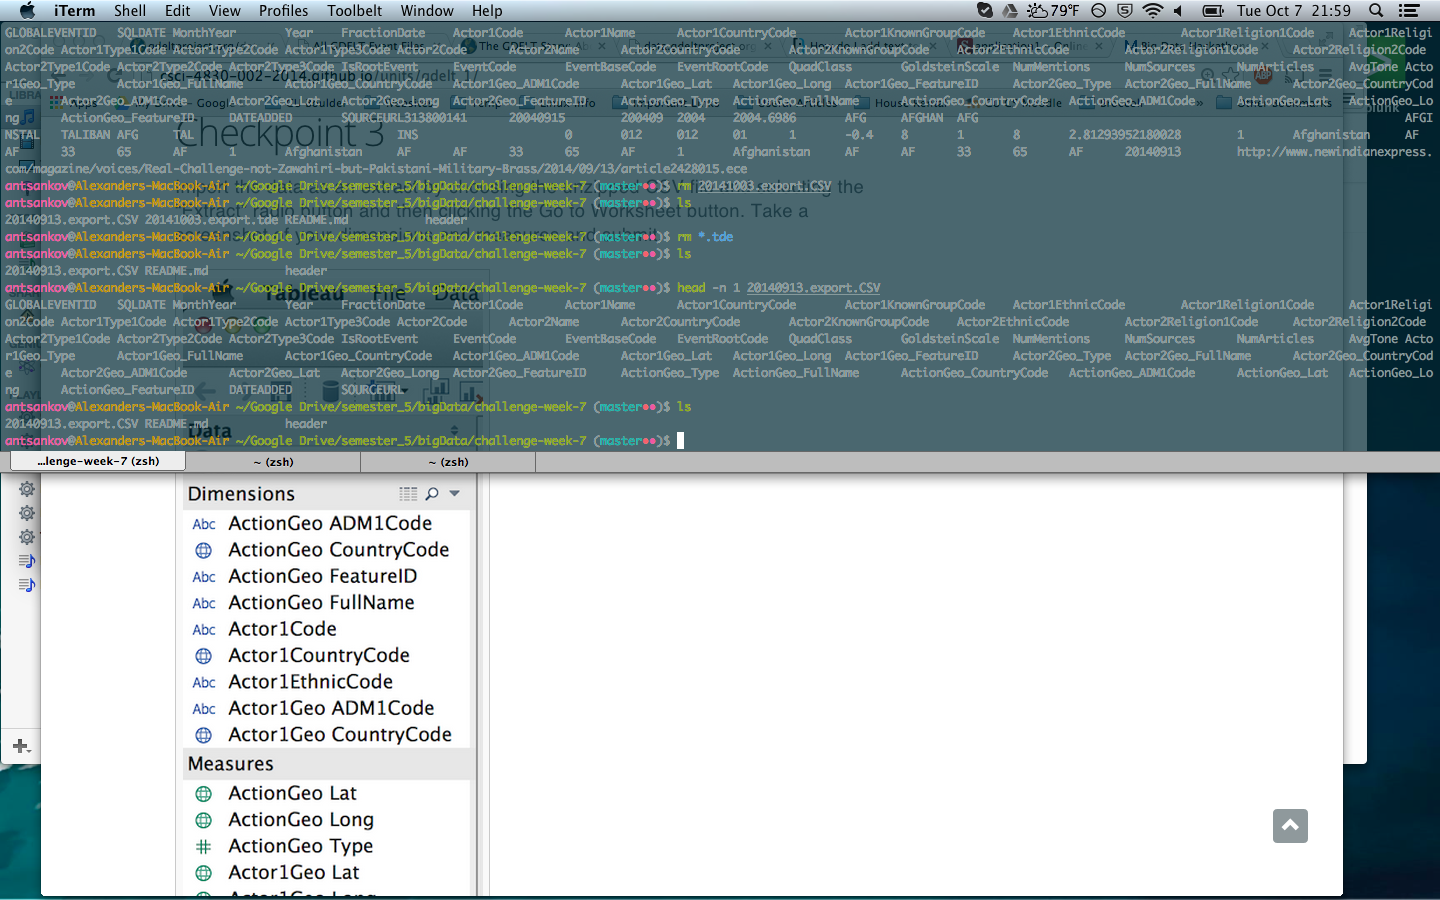 iTerm Shell Edit View Profiles Toolbelt Window Help 79°F Tue Oct 7 21:59
GLOBALEVENTID SQLDATE MonthYear Year FractionDate Actor1Code Actor1Name Actor1CountryCode Actor1KnownGroupCode Actor1EthnicCode Actor1Religion1Code Actor1Religi
on2Code Actor1Type1Code Actor1Type2Code Actor1Type3Code Actor2Code Actor2Name Actor2CountryCode Actor2KnownGroupCode Actor2EthnicCode Actor2Religion1Code Actor2Religion2Code
Actor2Type1Code Actor2Type2Code Actor2Type3Code IsRootEvent EventCode EventBaseCode EventRootCode QuadClass GoldsteinScale NumMentions NumSources NumArticles AvgTone Acto
csci-4830-002-2014.github.io/units/gdelt_1/
r1Geo_Type Actor1Geo_FullName Actor1Geo_CountryCode Actor1Geo_ADM1Code Actor1Geo_Lat Actor1Geo_Long Actor1Geo_FeatureID Actor2Geo_Type Actor2Geo_FullName Actor2Geo_CountryCod
e Actor2Geo_ADM1Code Actor2Geo_Lat Actor2Geo_Long Actor2Geo_FeatureID ActionGeo_Type ActionGeo_FullName ActionGeo_CountryCode ActionGeo_ADM1Code ActionGeo_Lat ActionGeo_Lo
ng ActionGeo_FeatureID DATEADDED SOURCEURL313800141 20040915 200409 2004 2004.6986 AFG AFGHAN AFG AFGI
Checkpoint 3
NSTAL TALIBAN AFG TAL INS 0 012 012 01 1 -0.4 8 1 8 2.81293952180028 1 Afghanistan AF
AF 33 65 AF 1 Afghanistan AF AF 33 65 AF 1 Afghanistan AF AF 33 65 AF 20140913 http://www.newindianexpress.
com/magazine/voices/Real-Challenge-not-Zawahiri-but-Pakistani-Military-Brass/2014/09/13/article2428015.ece
antsankov@Alexanders-MacBook-Air ~/Google Drive/semester_5/bigData/challenge-week-7 (master●●)$ rm 20141003.export.CSV
antsankov@Alexanders-MacBook-Air ~/Google Drive/semester_5/bigData/challenge-week-7 (master●●)$ ls
20140913.export.CSV 20141003.export.tde README.md header
antsankov@Alexanders-MacBook-Air ~/Google Drive/semester_5/bigData/challenge-week-7 (master●●)$ rm *.tde
antsankov@Alexanders-MacBook-Air ~/Google Drive/semester_5/bigData/challenge-week-7 (master●●)$ ls
20140913.export.CSV README.md header
antsankov@Alexanders-MacBook-Air ~/Google Drive/semester_5/bigData/challenge-week-7 (master●●)$ head -n 1 20140913.export.CSV
GLOBALEVENTID SQLDATE MonthYear Year FractionDate Actor1Code Actor1Name Actor1CountryCode Actor1KnownGroupCode Actor1EthnicCode Actor1Religion1Code Actor1Religi
on2Code Actor1Type1Code Actor1Type2Code Actor1Type3Code Actor2Code Actor2Name Actor2CountryCode Actor2KnownGroupCode Actor2EthnicCode Actor2Religion1Code Actor2Religion2Code
Actor2Type1Code Actor2Type2Code Actor2Type3Code IsRootEvent EventCode EventBaseCode EventRootCode QuadClass GoldsteinScale NumMentions NumSources NumArticles AvgTone Acto
r1Geo_Type Actor1Geo_FullName Actor1Geo_CountryCode Actor1Geo_ADM1Code Actor1Geo_Lat Actor1Geo_Long Actor1Geo_FeatureID Actor2Geo_Type Actor2Geo_FullName Actor2Geo_CountryCod
e Actor2Geo_ADM1Code Actor2Geo_Lat Actor2Geo_Long Actor2Geo_FeatureID ActionGeo_Type ActionGeo_FullName ActionGeo_CountryCode ActionGeo_ADM1Code ActionGeo_Lat ActionGeo_Lo
ng ActionGeo_FeatureID DATEADDED SOURCEURL
antsankov@Alexanders-MacBook-Air ~/Google Drive/semester_5/bigData/challenge-week-7 (master●●)$ ls
20140913.export.CSV README.md header
Data
antsankov@Alexanders-MacBook-Air ~/Google Drive/semester_5/bigData/challenge-week-7 (master●●)$
...lenge-week-7 (zsh) ~ (zsh) ~ (zsh)
Dimensions
Abc ActionGeo ADM1Code
ActionGeo CountryCode
Abc ActionGeo FeatureID
Abc ActionGeo FullName
Abc Actor1Code
Actor1CountryCode
Abc Actor1EthnicCode
Abc Actor1Geo ADM1Code
Actor1Geo CountryCode
Measures
ActionGeo Lat
ActionGeo Long
ActionGeo Type
Actor1Geo Lat
Actor1Geo Long